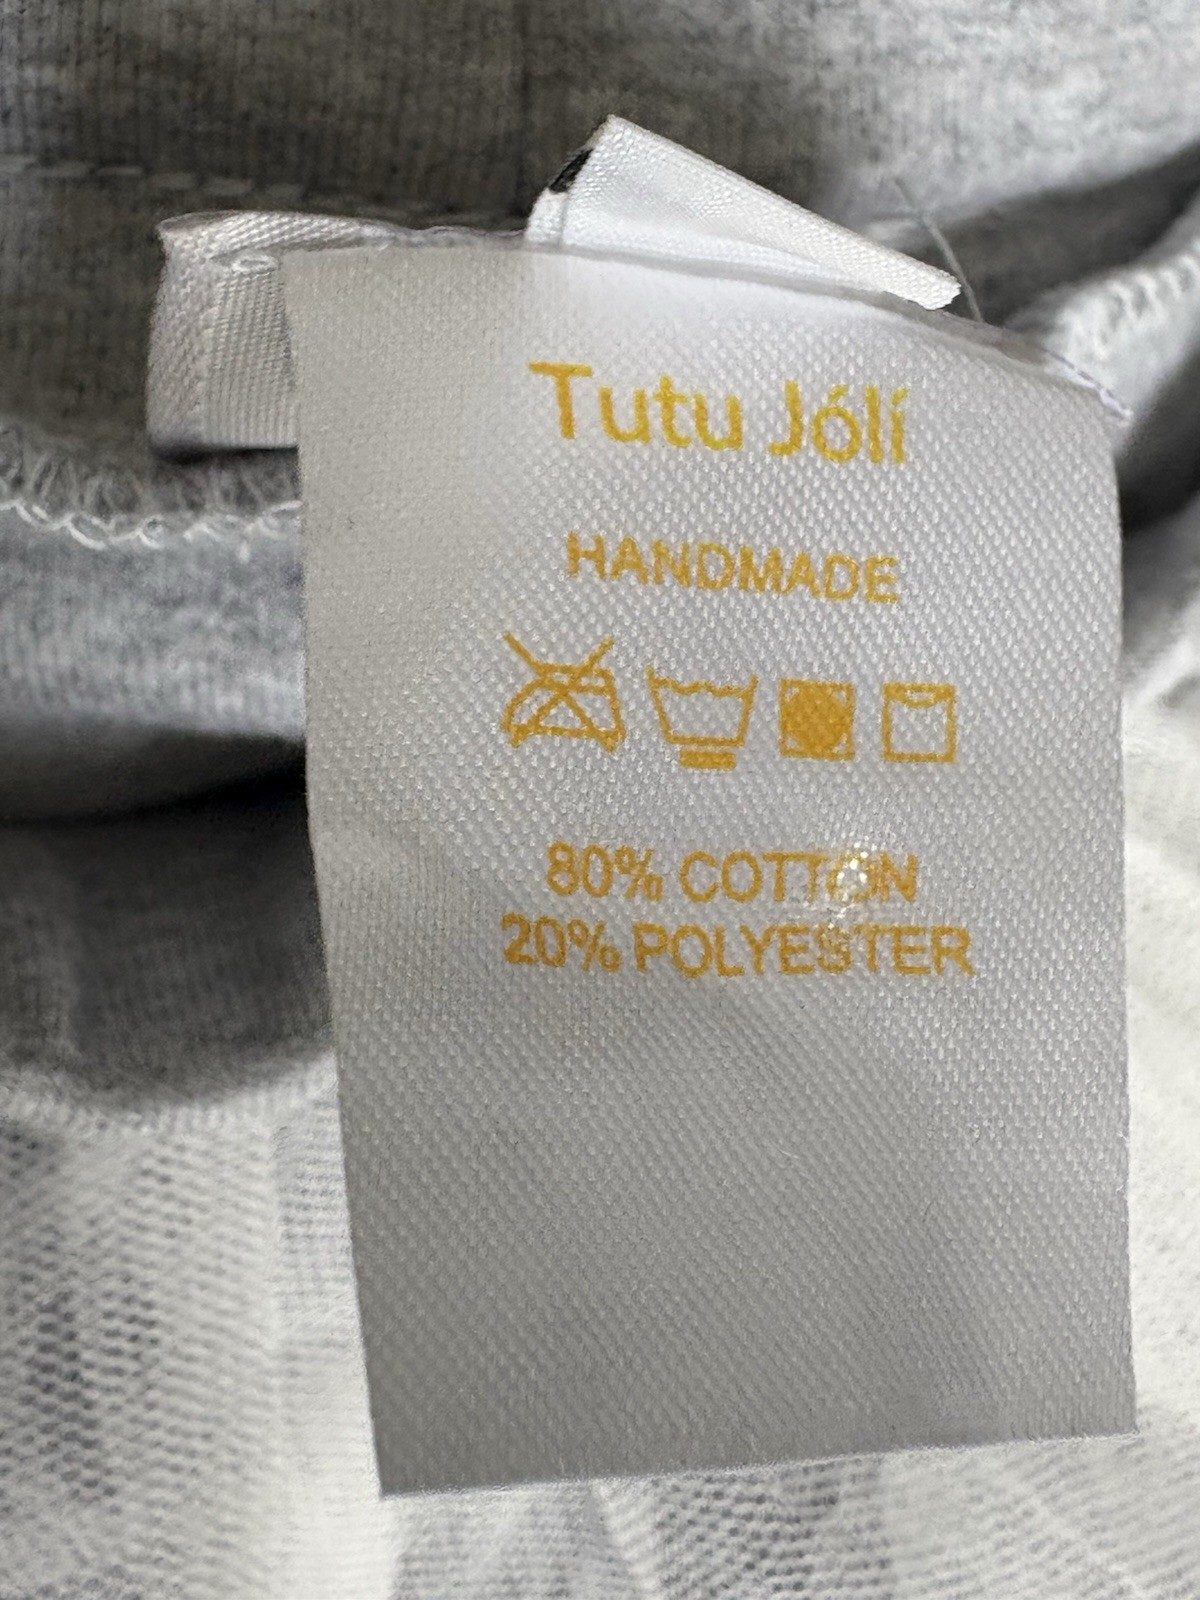 Tutu Jólí
HANDMADE
80% COTTON
20% POLYESTER